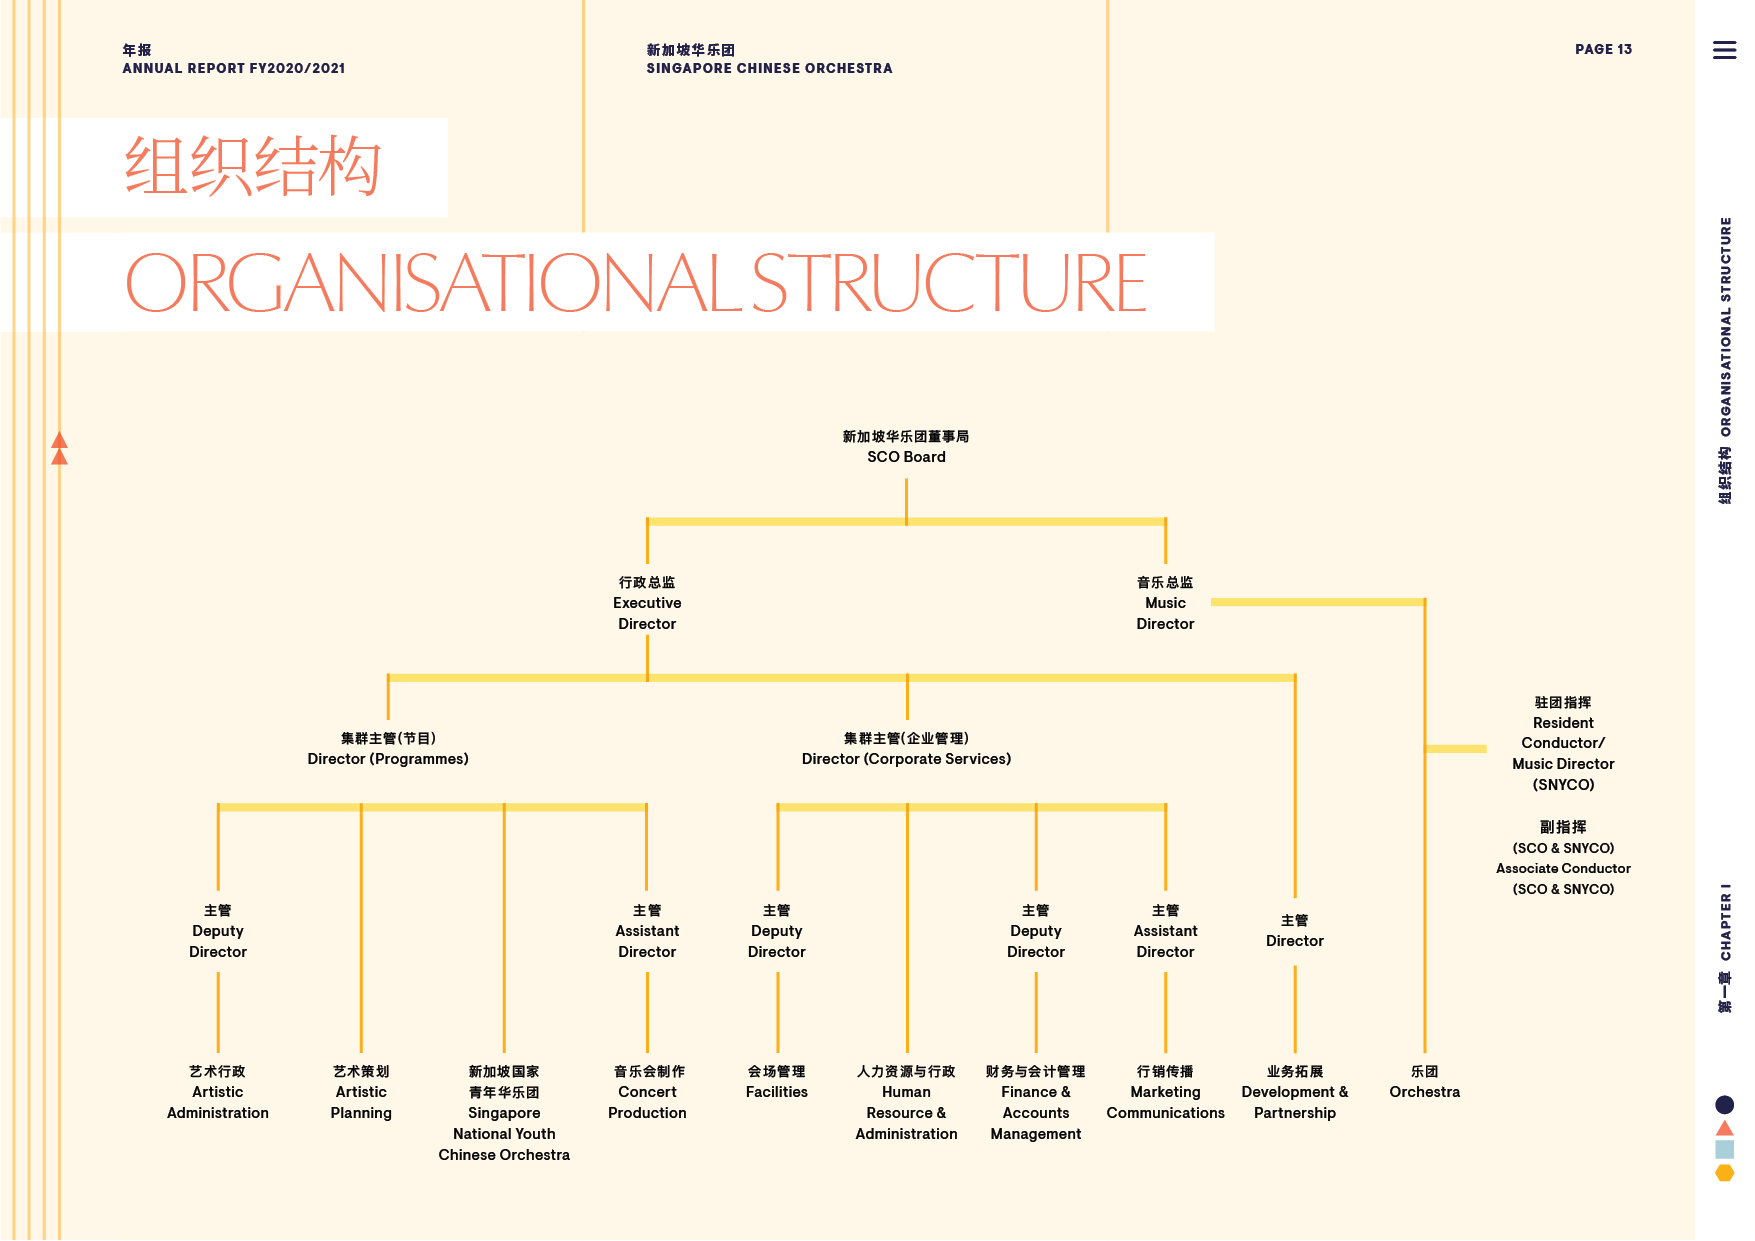 年报
ANNUAL REPORT FY2020/2021
新加坡华乐团
SINGAPORE CHINESE ORCHESTRA
PAGE 13
组织结构
ORGANISATIONAL STRUCTURE
新加坡华乐团董事局
SCO Board
行政总监
Executive
Director
音乐总监
Music
Director
集群主管(节目)
Director (Programmes)
集群主管(企业管理)
Director (Corporate Services)
驻团指挥
Resident
Conductor/
Music Director
(SNYCO)
副指挥
(SCO & SNYCO)
Associate Conductor
(SCO & SNYCO)
主管
Deputy
Director
主管
Assistant
Director
主管
Deputy
Director
主管
Deputy
Director
主管
Assistant
Director
主管
Director
艺术行政
Artistic
Administration
艺术策划
Artistic
Planning
新加坡国家
青年华乐团
Singapore
National Youth
Chinese Orchestra
音乐会制作
Concert
Production
会场管理
Facilities
人力资源与行政
Human
Resource &
Administration
财务与会计管理
Finance &
Accounts
Management
行销传播
Marketing
Communications
业务拓展
Development &
Partnership
乐团
Orchestra
组织结构 ORGANISATIONAL STRUCTURE
第一章 CHAPTER I